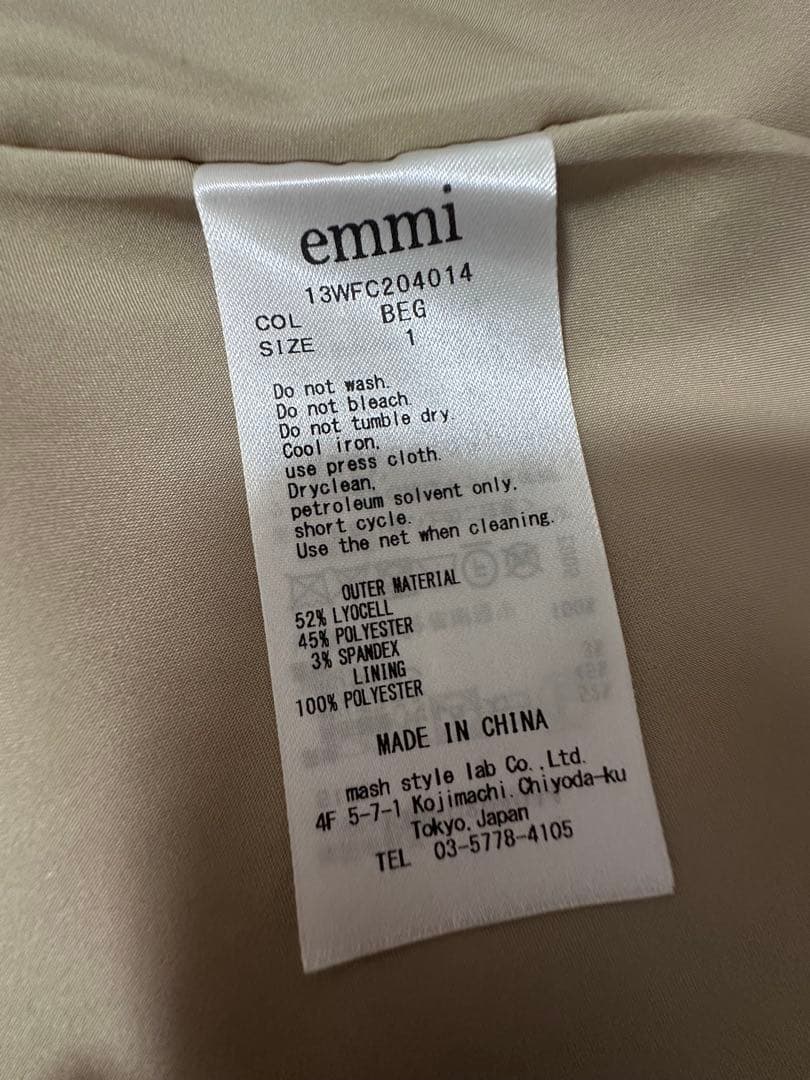 emmi
13WFC204014
COL BEG
SIZE 1
Do not wash.
Do not bleach.
Do not tumble dry.
Cool iron.
use press cloth.
Dryclean,
petroleum solvent only.
short cycle.
Use the net when cleaning.
OUTER MATERIAL
52% LYOCELL
45% POLYESTER
3% SPANDEX
LINING
100% POLYESTER
MADE IN CHINA
mash style lab Co.,Ltd.
4F 5-7-1 Kojimachi.Chiyoda-ku
Tokyo.Japan
TEL 03-5778-4105